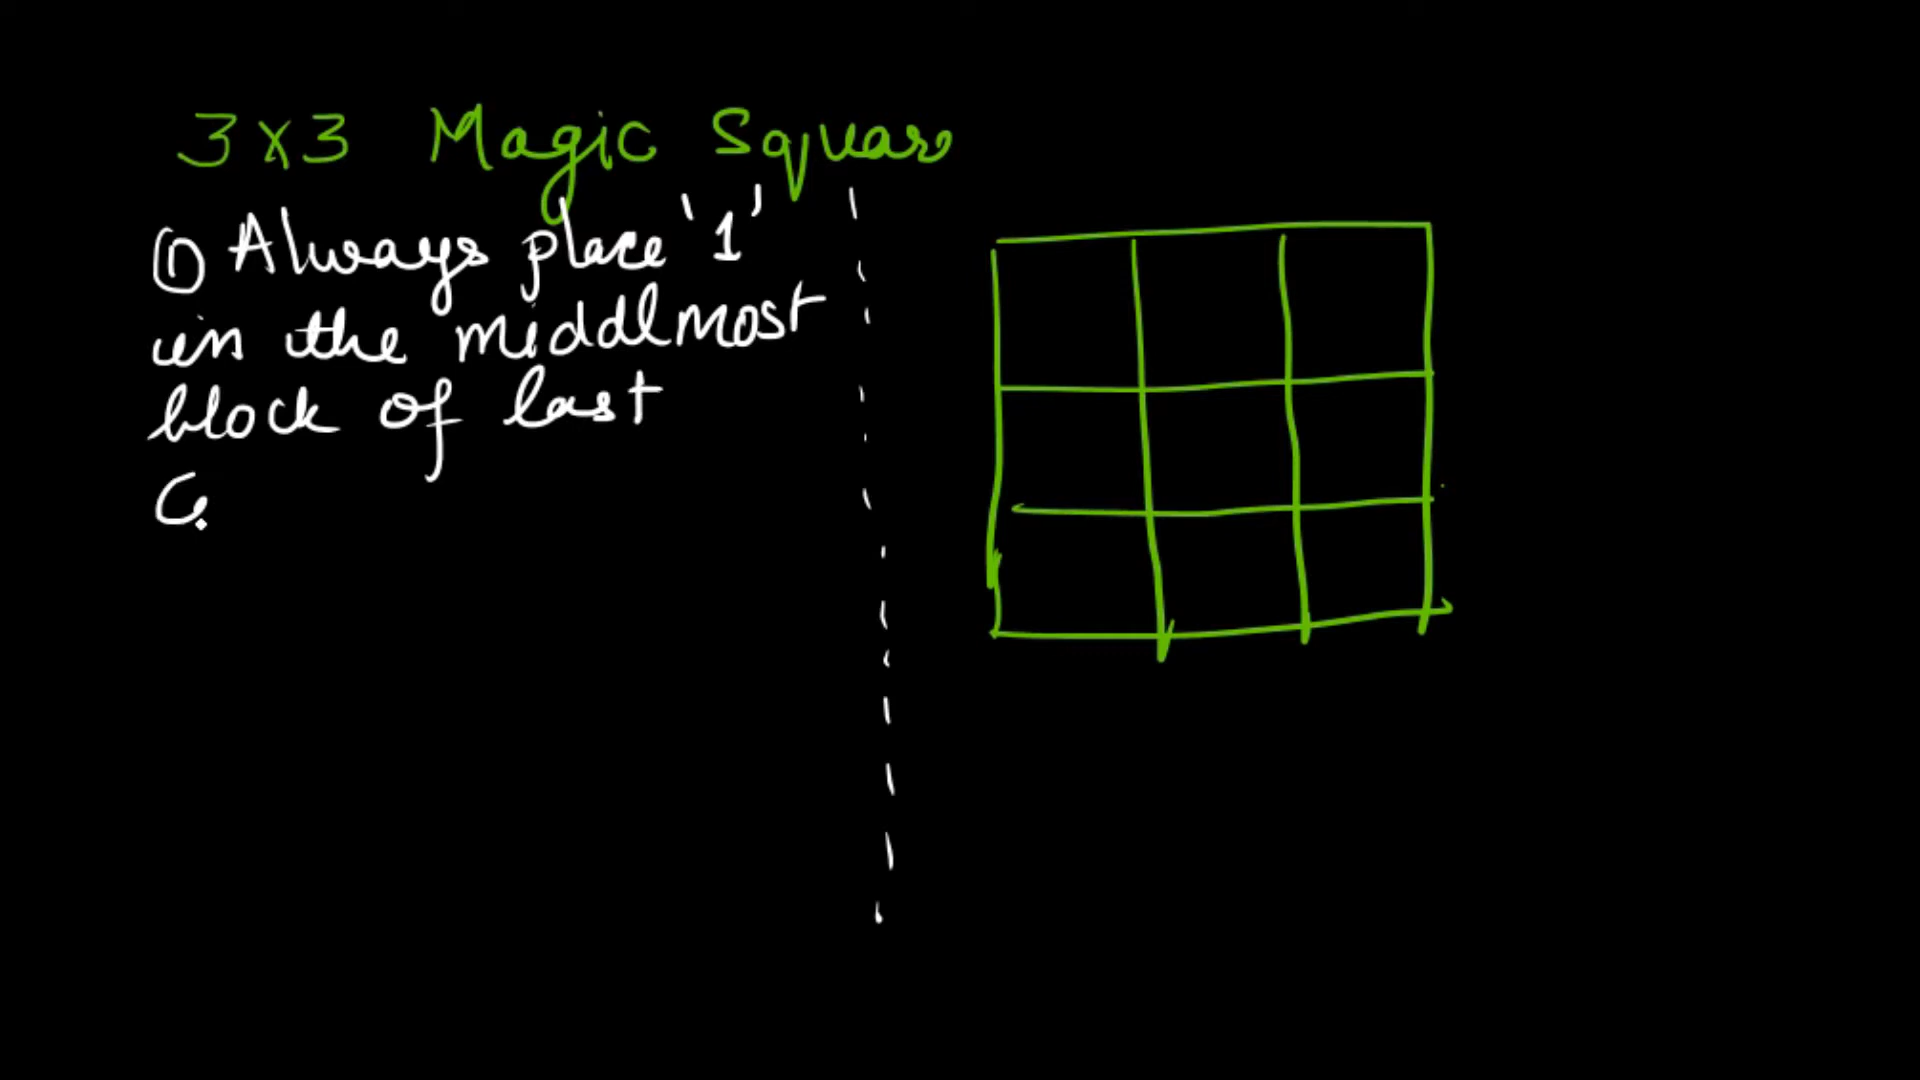 3x3 Magic Square
① Always place '1'
in the middlmost
block of last
C